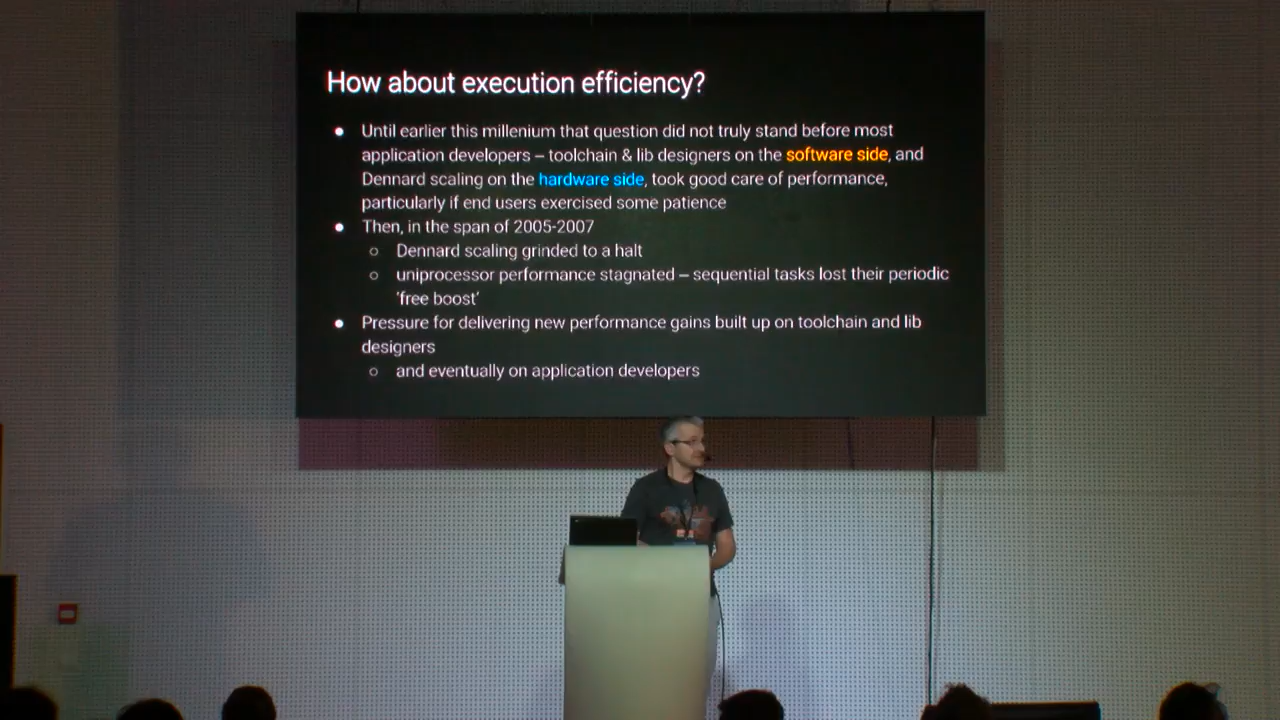 How about execution efficiency?
● Until earlier this millenium that question did not truly stand before most
application developers – toolchain & lib designers on the software side, and
Dennard scaling on the hardware side, took good care of performance,
particularly if end users exercised some patience
● Then, in the span of 2005-2007
○ Dennard scaling grinded to a halt
○ uniprocessor performance stagnated – sequential tasks lost their periodic
'free boost'
● Pressure for delivering new performance gains built up on toolchain and lib
designers
○ and eventually on application developers